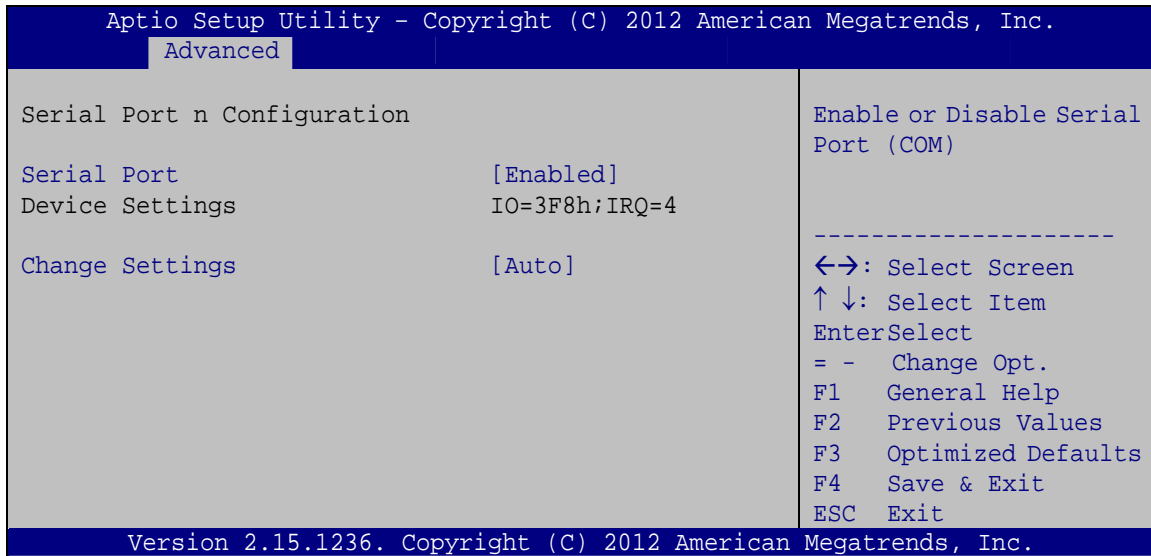 Aptio Setup Utility – Copyright (C) 2012 American Megatrends, Inc.
Advanced
Serial Port n Configuration
Serial Port [Enabled]
Device Settings IO=3F8h;IRQ=4
Change Settings [Auto]
Enable or Disable Serial
Port (COM)
---------------------
←→: Select Screen
↑ ↓: Select Item
EnterSelect
= - Change Opt.
F1 General Help
F2 Previous Values
F3 Optimized Defaults
F4 Save & Exit
ESC Exit
Version 2.15.1236. Copyright (C) 2012 American Megatrends, Inc.